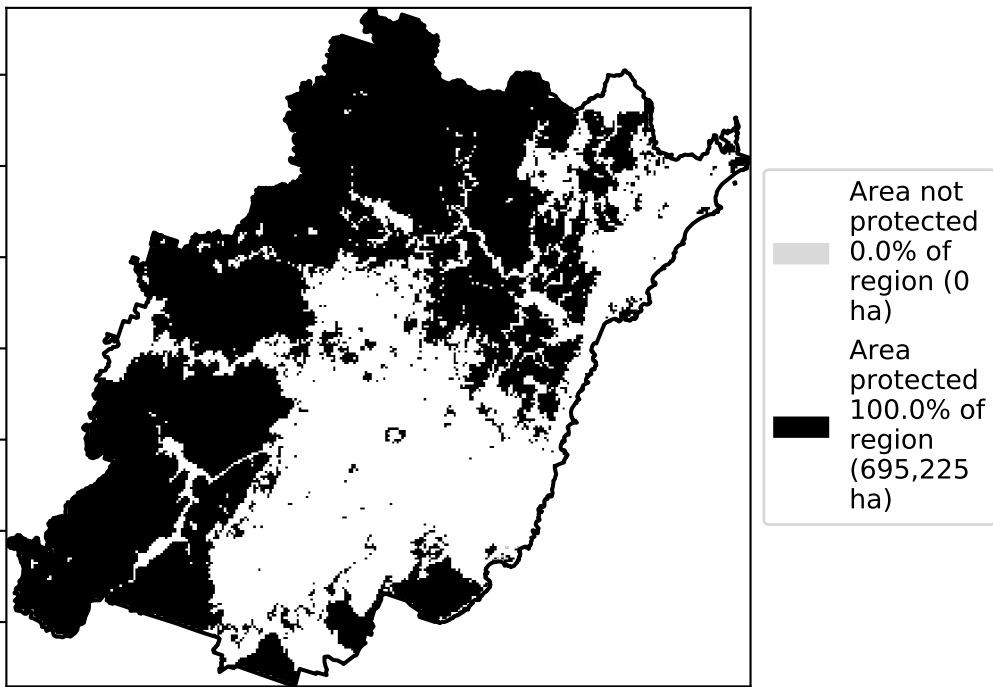 Area not
protected
0.0% of
region (0
ha)
Area
protected
100.0% of
region
(695,225
ha)